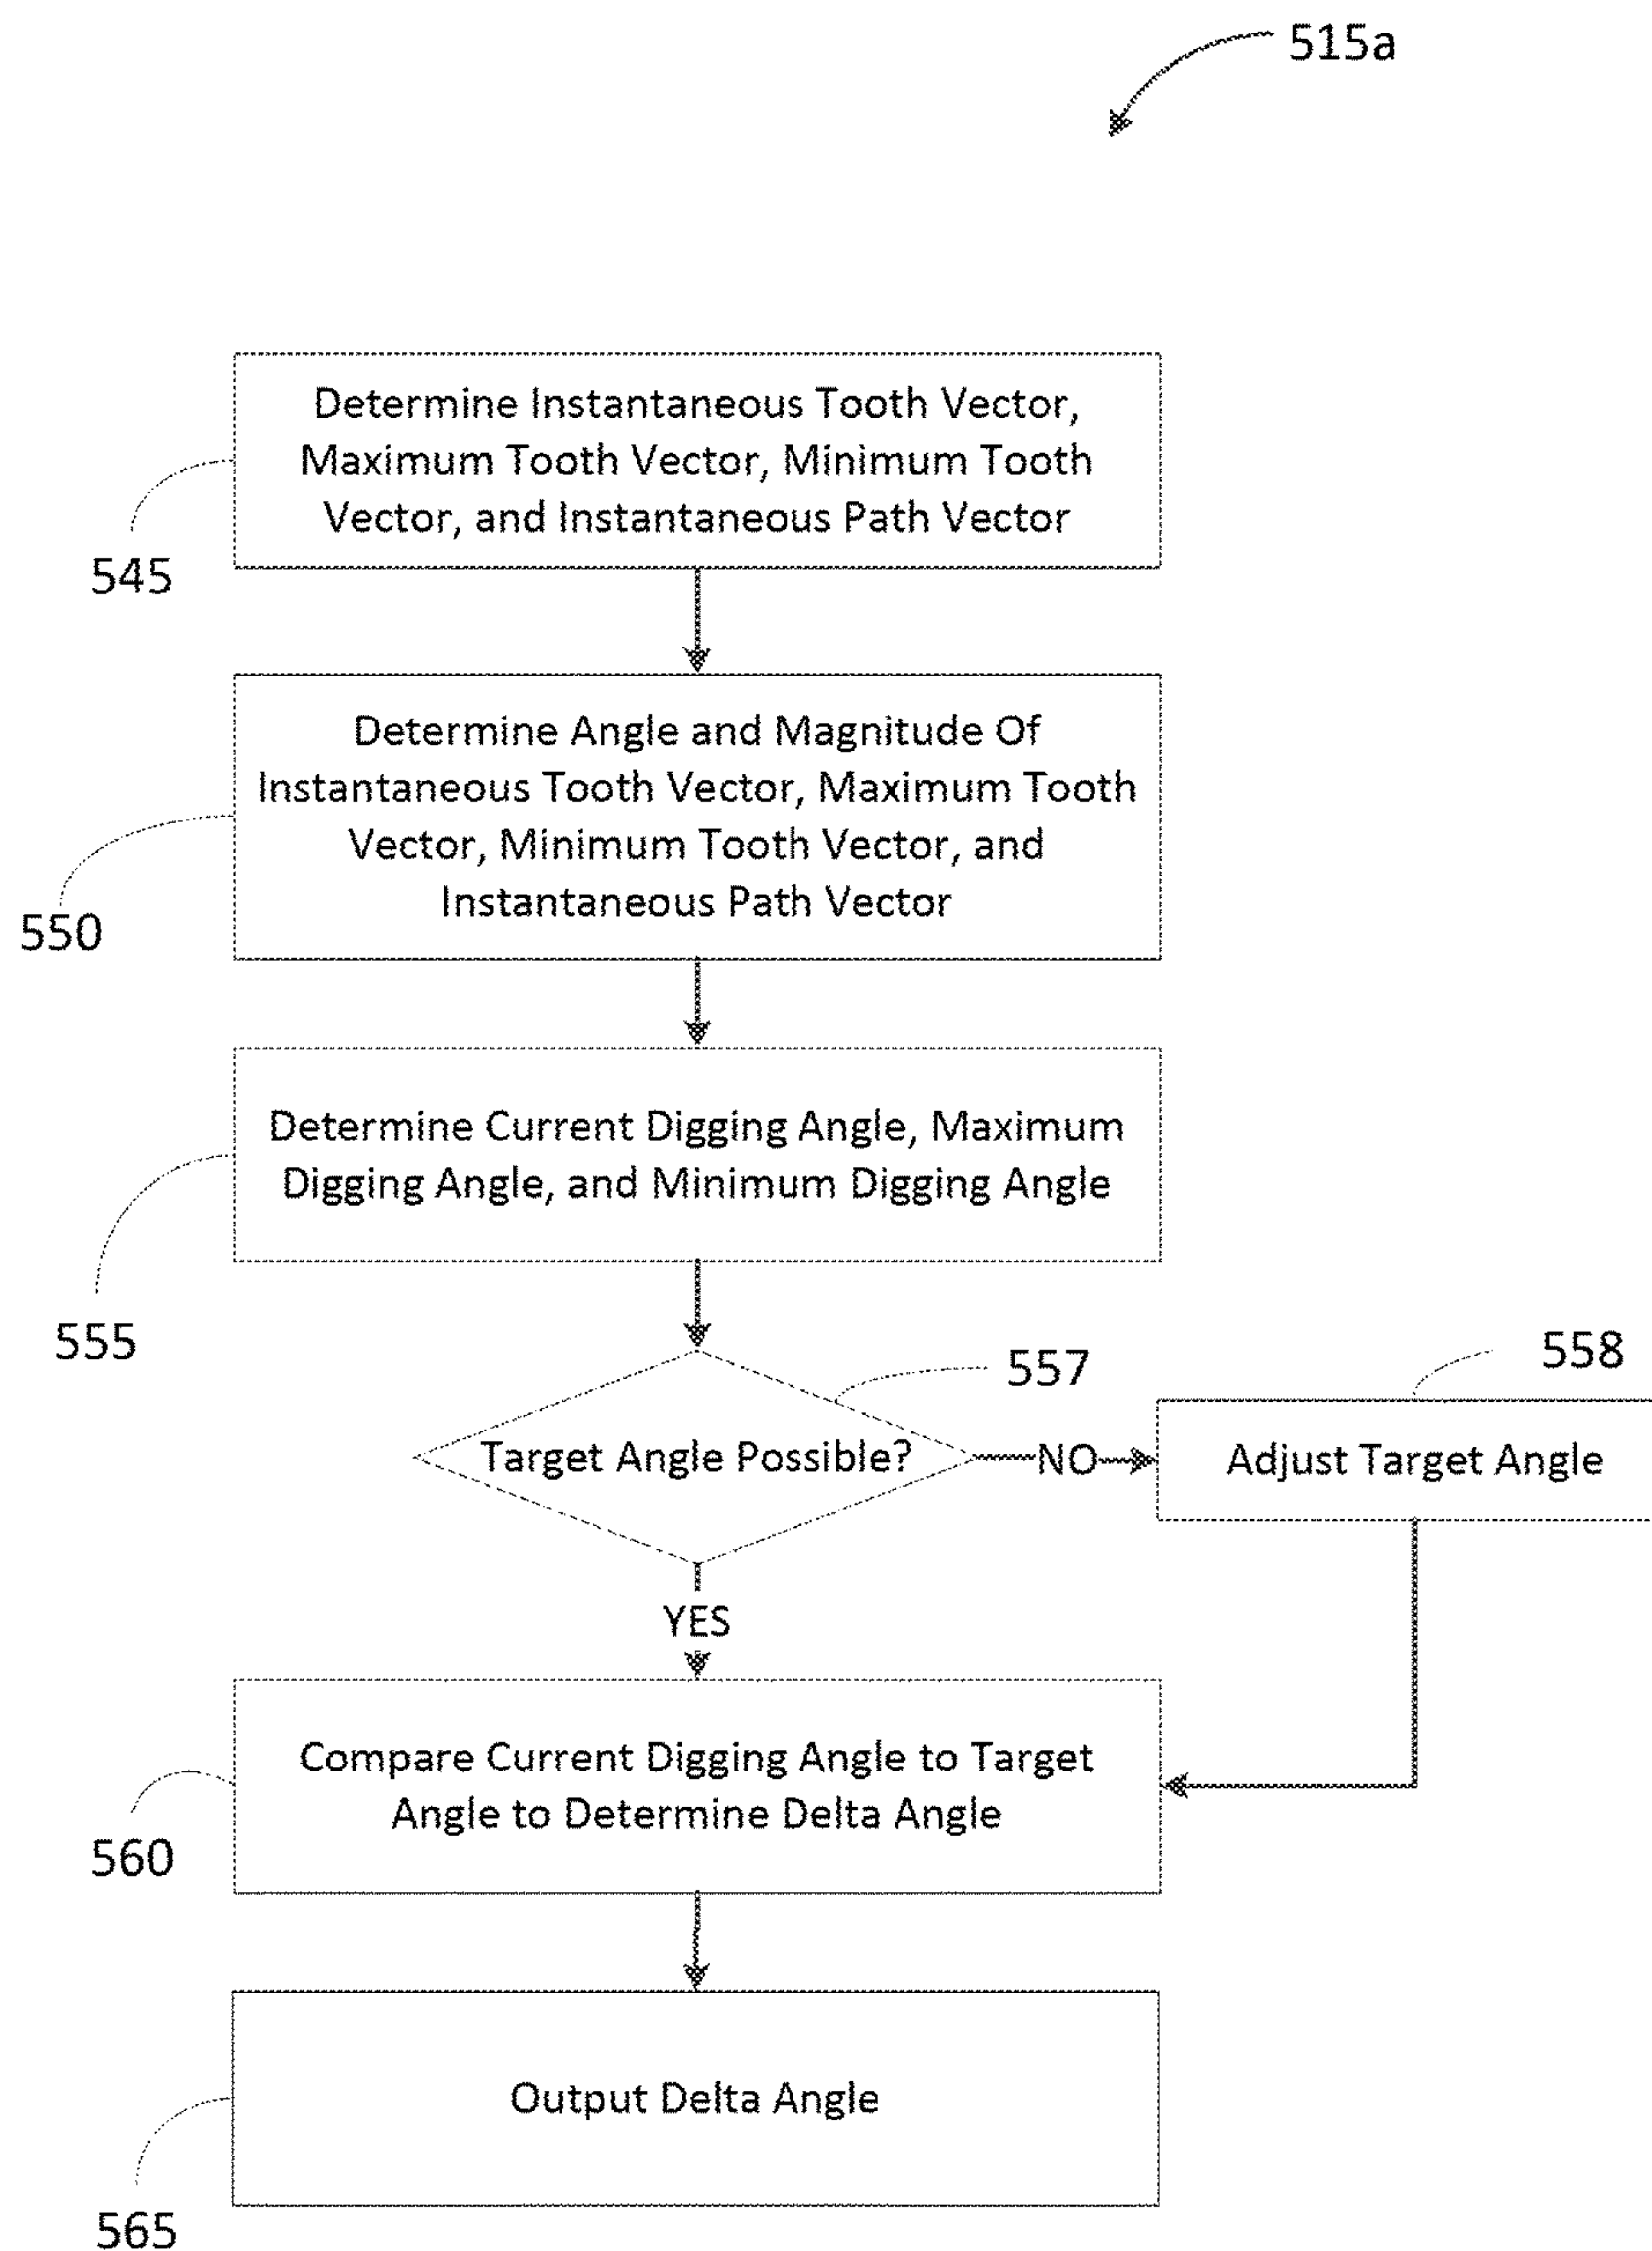 515a
Determine Instantaneous Tooth Vector,
Maximum Tooth Vector, Minimum Tooth
Vector, and Instantaneous Path Vector
545
Determine Angle and Magnitude Of
Instantaneous Tooth Vector, Maximum Tooth
Vector, Minimum Tooth Vector, and
Instantaneous Path Vector
550
Determine Current Digging Angle, Maximum
Digging Angle, and Minimum Digging Angle
555
557
558
Target Angle Possible?
NO
Adjust Target Angle
YES
Compare Current Digging Angle to Target
Angle to Determine Delta Angle
560
Output Delta Angle
565